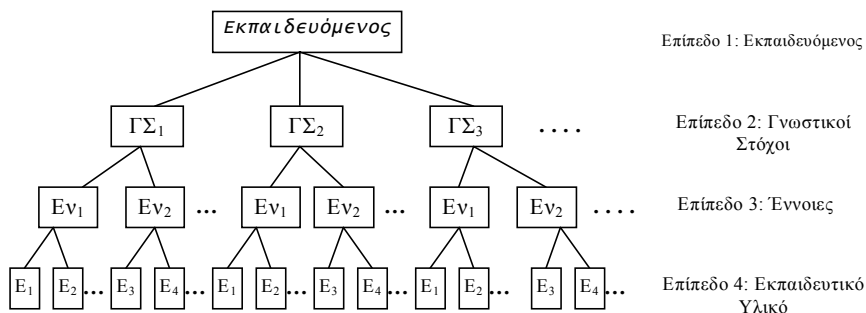 Εκπαιδευόμενος
Επίπεδο 1: Εκπαιδευόμενος
ΓΣ₁ ΓΣ₂ ΓΣ₃ ....
Επίπεδο 2: Γνωστικοί
Στόχοι
Εν₁ Εν₂ ... Εν₁ Εν₂ ... Εν₁ Εν₂ ....
Επίπεδο 3: Έννοιες
Ε₁ Ε₂ ... Ε₃ Ε₄ ... Ε₁ Ε₂ ... Ε₃ Ε₄ ... Ε₁ Ε₂ ... Ε₃ Ε₄ ...
Επίπεδο 4: Εκπαιδευτικό
Υλικό